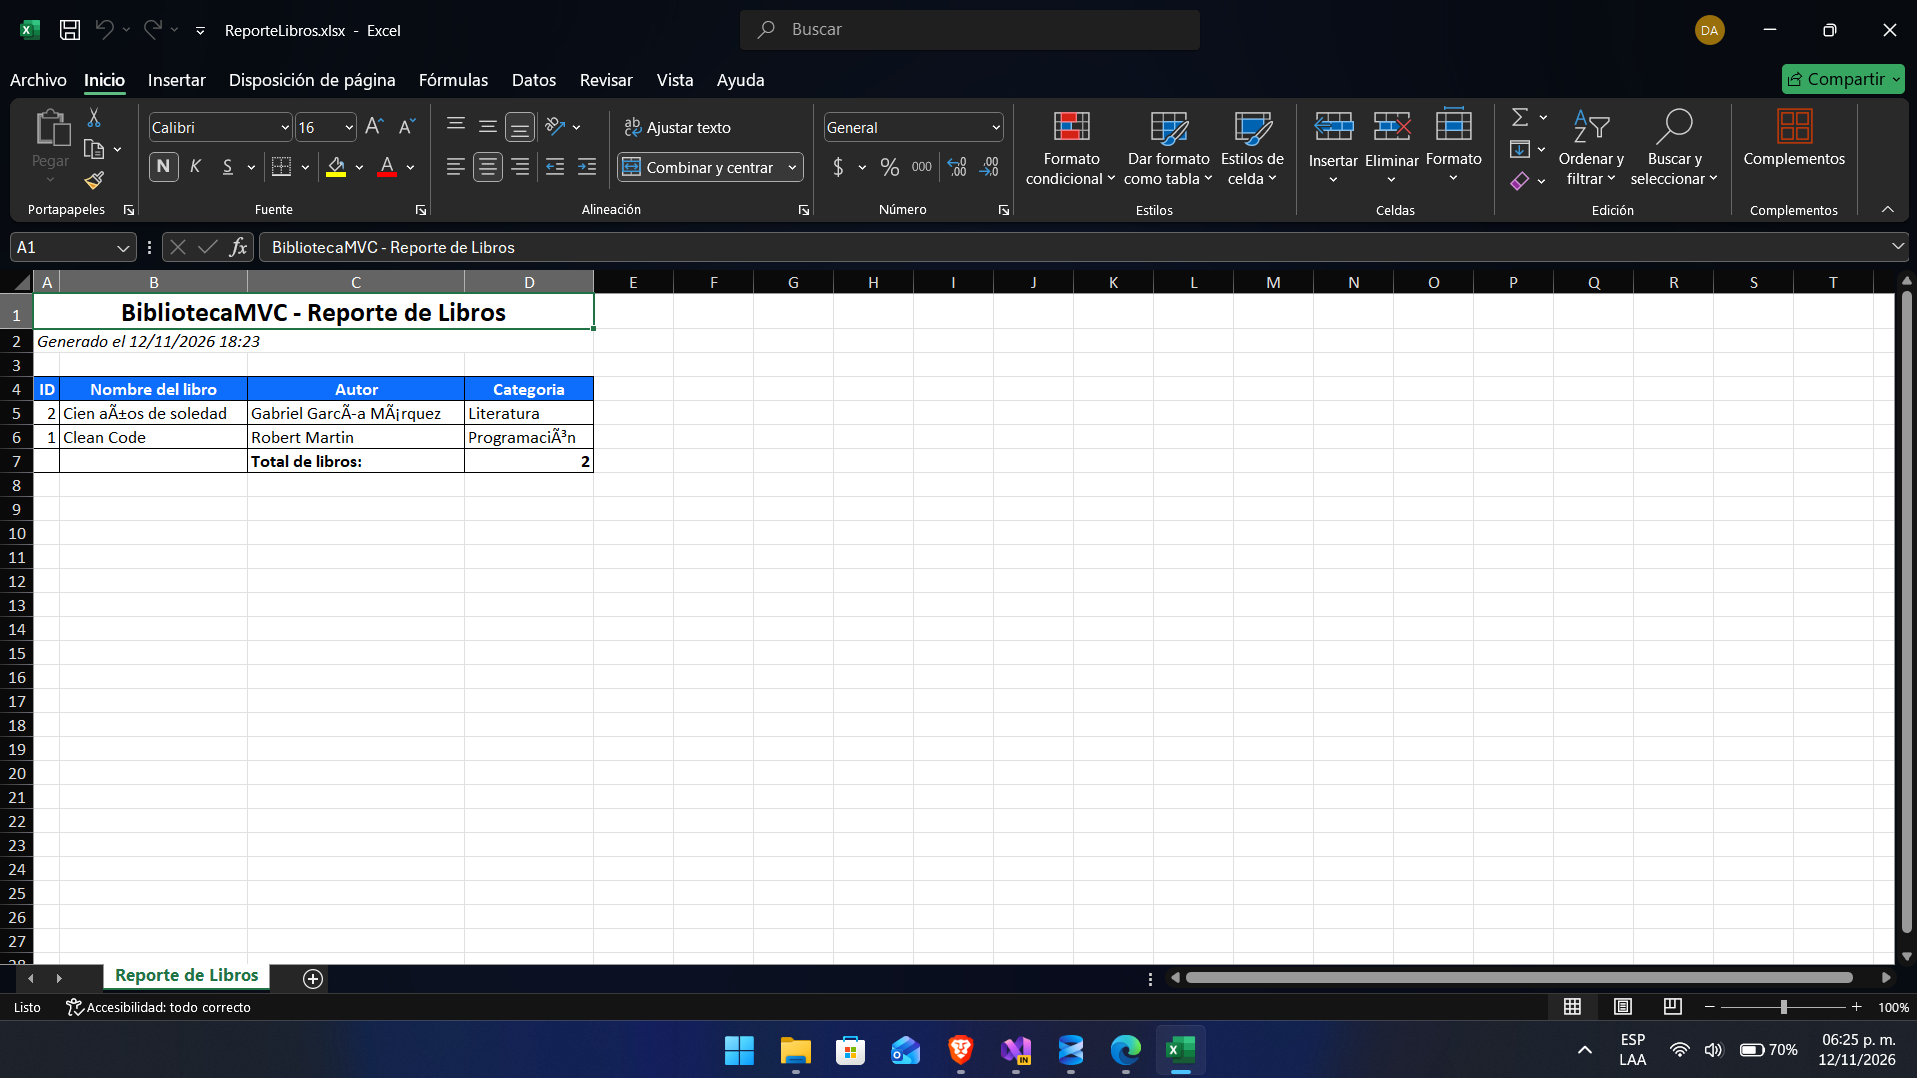 ReporteLibros.xlsx - Excel
Buscar
DA
Archivo Inicio Insertar Disposición de página Fórmulas Datos Revisar Vista Ayuda
Compartir
Pegar
Portapapeles
Calibri 16
N K S
Fuente
Ajustar texto
Combinar y centrar
Alineación
General
$ % 000
Número
Formato condicional
Dar formato como tabla
Estilos de celda
Estilos
Insertar Eliminar Formato
Celdas
Ordenar y filtrar
Buscar y seleccionar
Edición
Complementos
Complementos
A1
fx
BibliotecaMVC - Reporte de Libros
A B C D E F G H I J K L M N O P Q R S T
1 BibliotecaMVC - Reporte de Libros
2 Generado el 12/11/2026 18:23
3
4 ID Nombre del libro Autor Categoria
5 2 Cien aÃ±os de soledad Gabriel GarcÃ-a MÃ¡rquez Literatura
6 1 Clean Code Robert Martin ProgramaciÃ³n
7 Total de libros: 2
8
9
10
11
12
13
14
15
16
17
18
19
20
21
22
23
24
25
26
27
28
Reporte de Libros
Listo
Accesibilidad: todo correcto
100%
ESP
LAA
70%
06:25 p. m.
12/11/2026